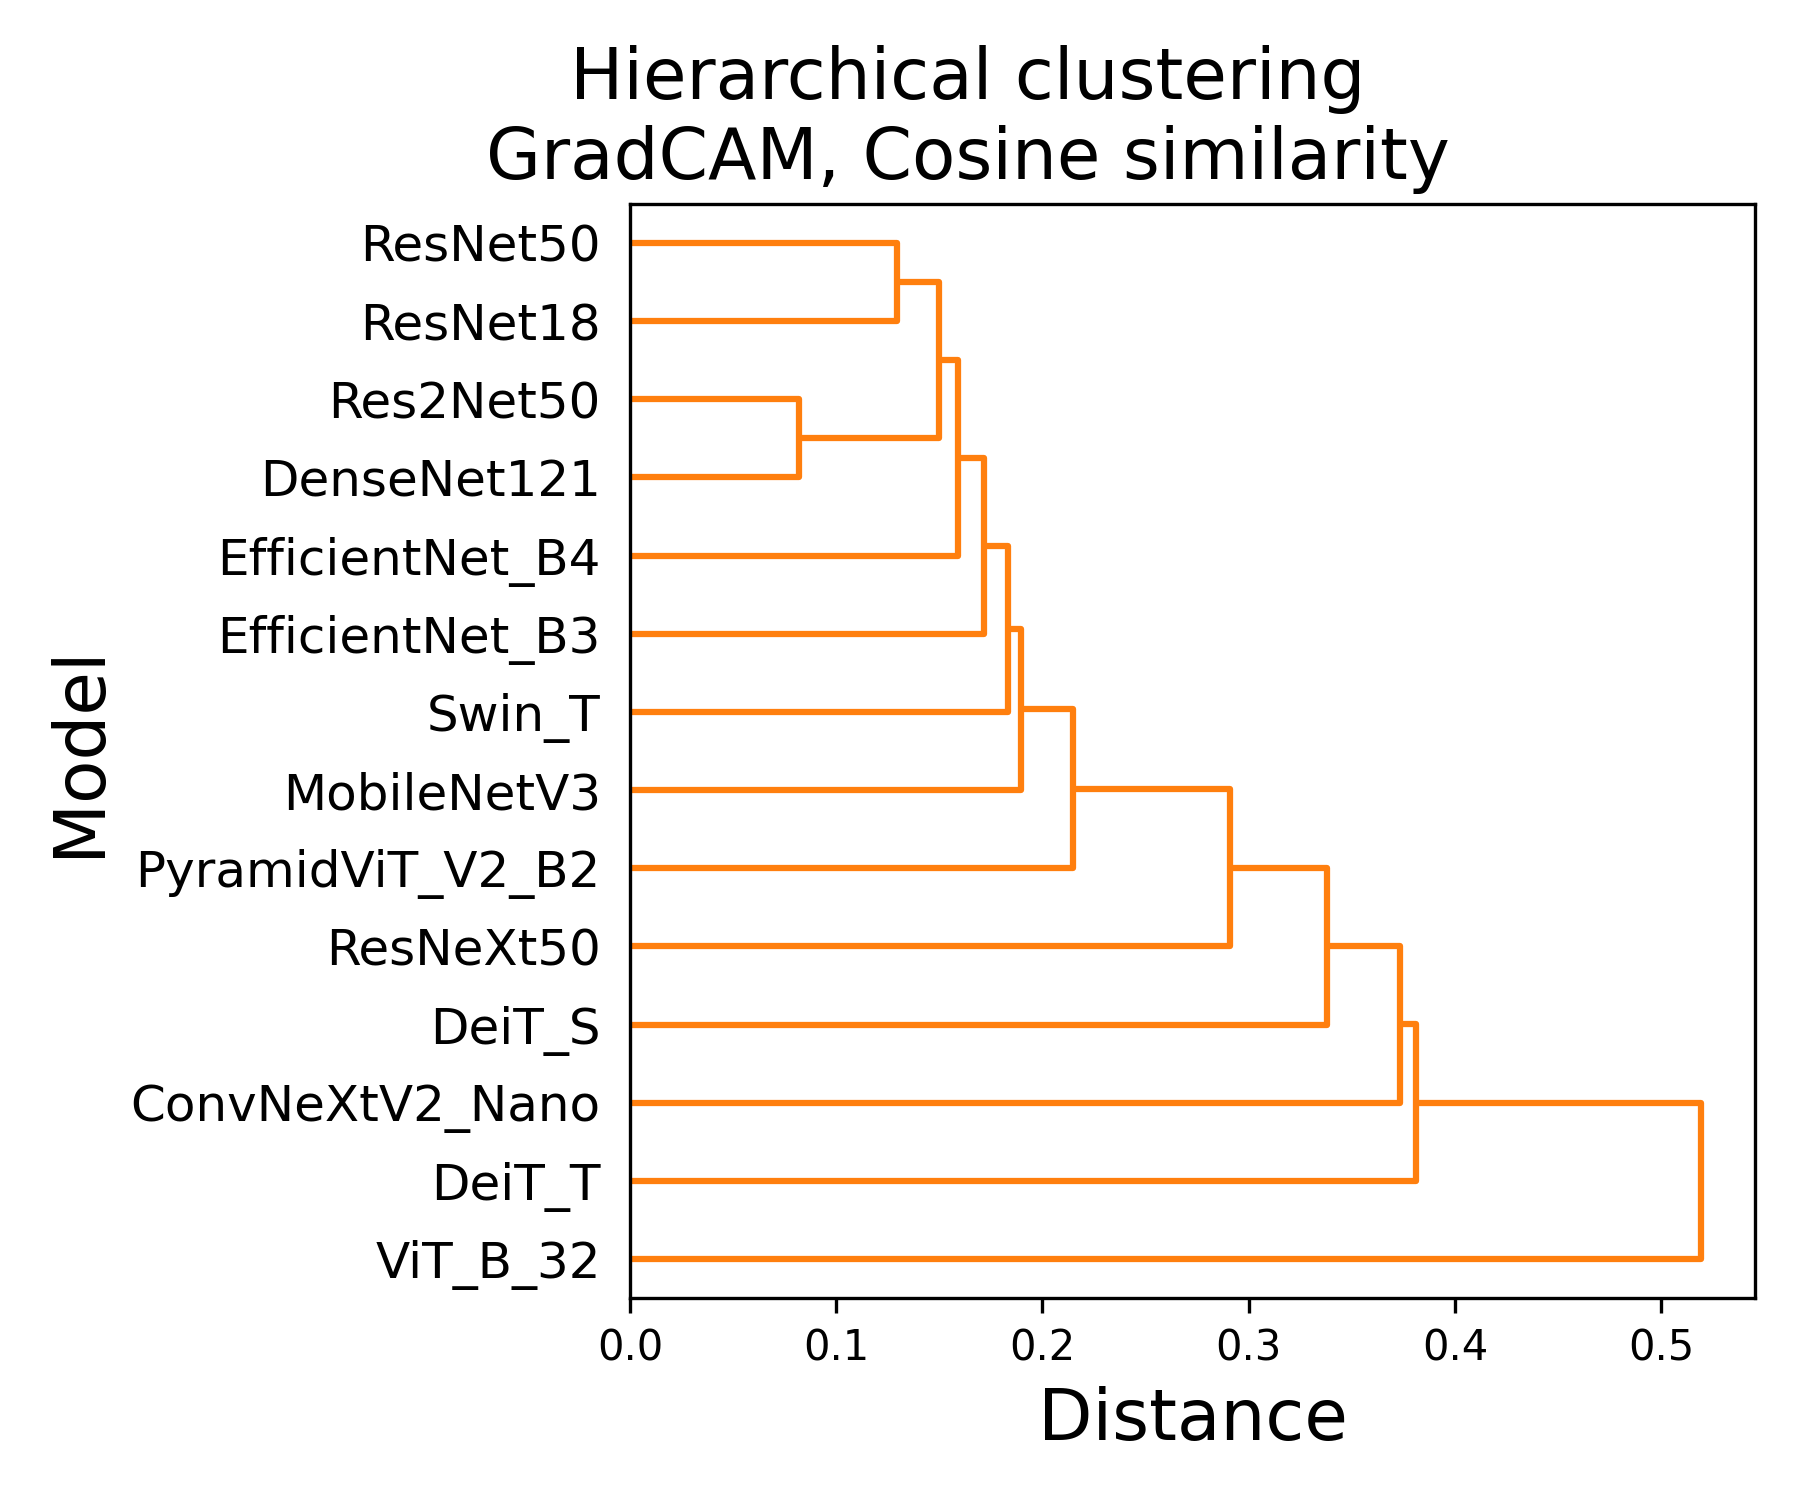 Hierarchical clustering
GradCAM, Cosine similarity
Model
ResNet50
ResNet18
Res2Net50
DenseNet121
EfficientNet_B4
EfficientNet_B3
Swin_T
MobileNetV3
PyramidViT_V2_B2
ResNeXt50
DeiT_S
ConvNeXtV2_Nano
DeiT_T
ViT_B_32
0.0 0.1 0.2 0.3 0.4 0.5
Distance